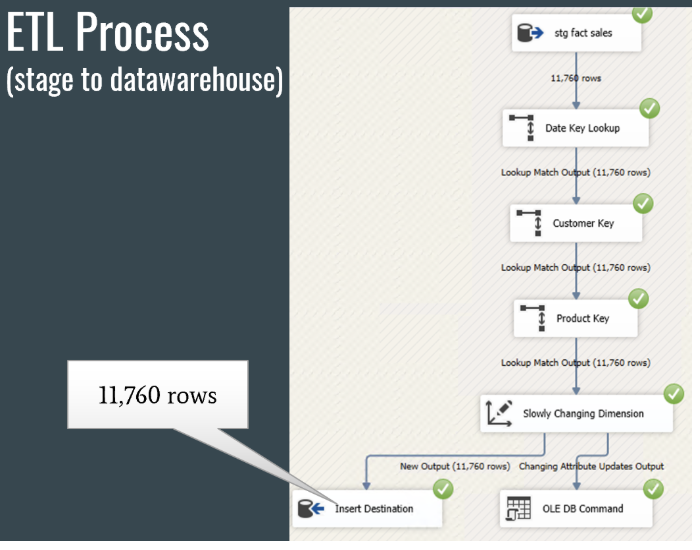 ETL Process
(stage to datawarehouse)
stg fact sales
11,760 rows
Date Key Lookup
Lookup Match Output (11,760 rows)
Customer Key
Lookup Match Output (11,760 rows)
Product Key
Lookup Match Output (11,760 rows)
11,760 rows
Slowly Changing Dimension
New Output (11,760 rows)
Changing Attribute Updates Output
Insert Destination
OLE DB Command